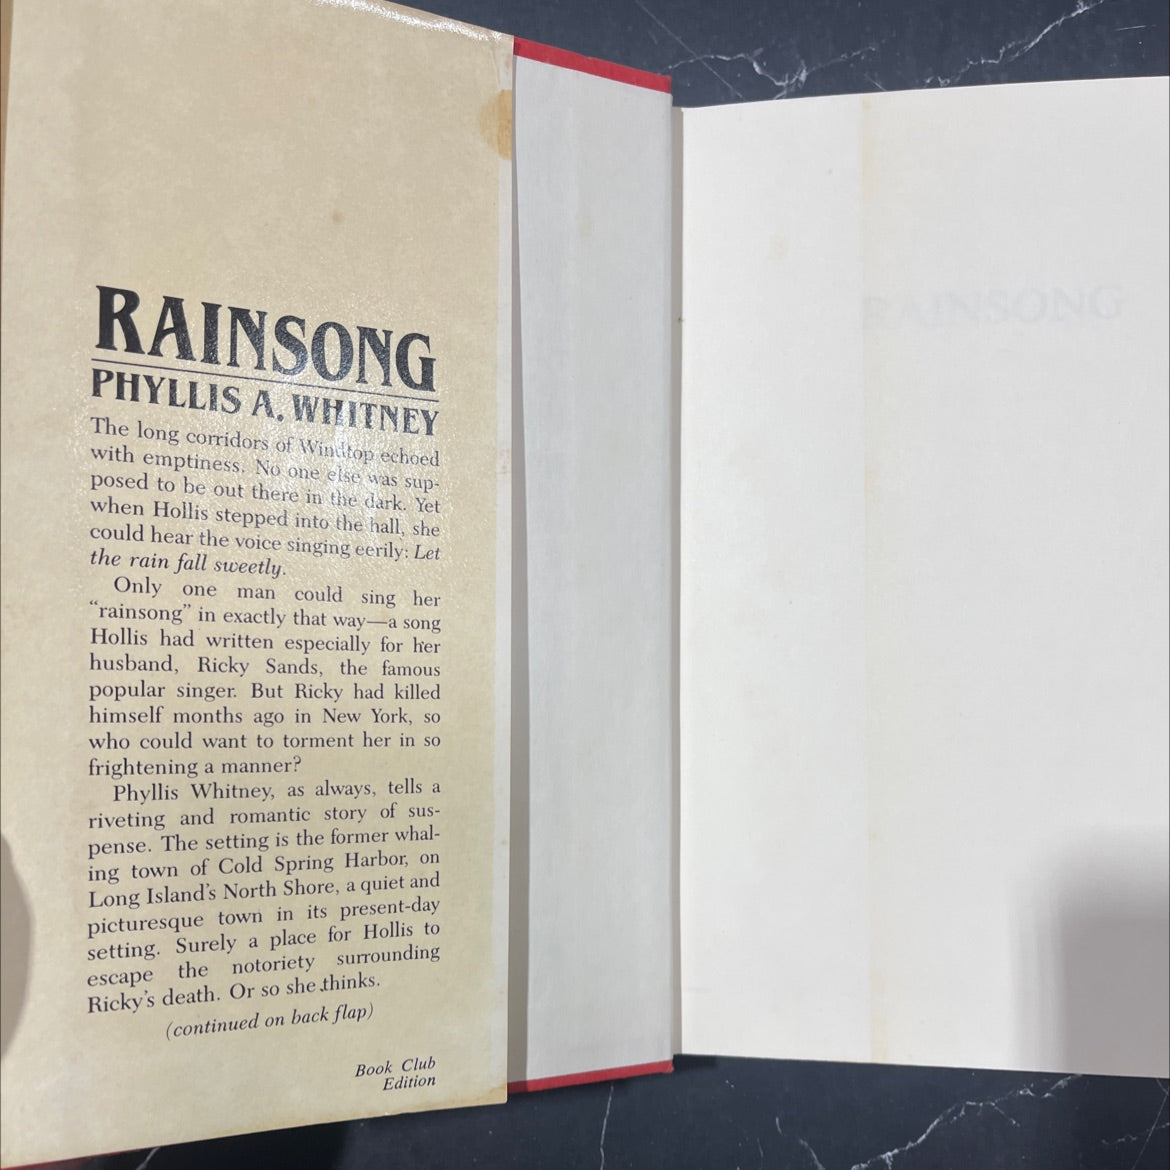 RAINSONG
PHYLLIS A. WHITNEY
The long corridors of Windtop echoed
with emptiness. No one else was sup-
posed to be out there in the dark. Yet
when Hollis stepped into the hall, she
could hear the voice singing eerily: Let
the rain fall sweetly.
Only one man could sing her
“rainsong” in exactly that way—a song
Hollis had written especially for her
husband, Ricky Sands, the famous
popular singer. But Ricky had killed
himself months ago in New York, so
who could want to torment her in so
frightening a manner?
Phyllis Whitney, as always, tells a
riveting and romantic story of sus-
pense. The setting is the former whal-
ing town of Cold Spring Harbor, on
Long Island’s North Shore, a quiet and
picturesque town in its present-day
setting. Surely a place for Hollis to
escape the notoriety surrounding
Ricky’s death. Or so she thinks.
(continued on back flap)
Book Club
Edition
RAINSONG